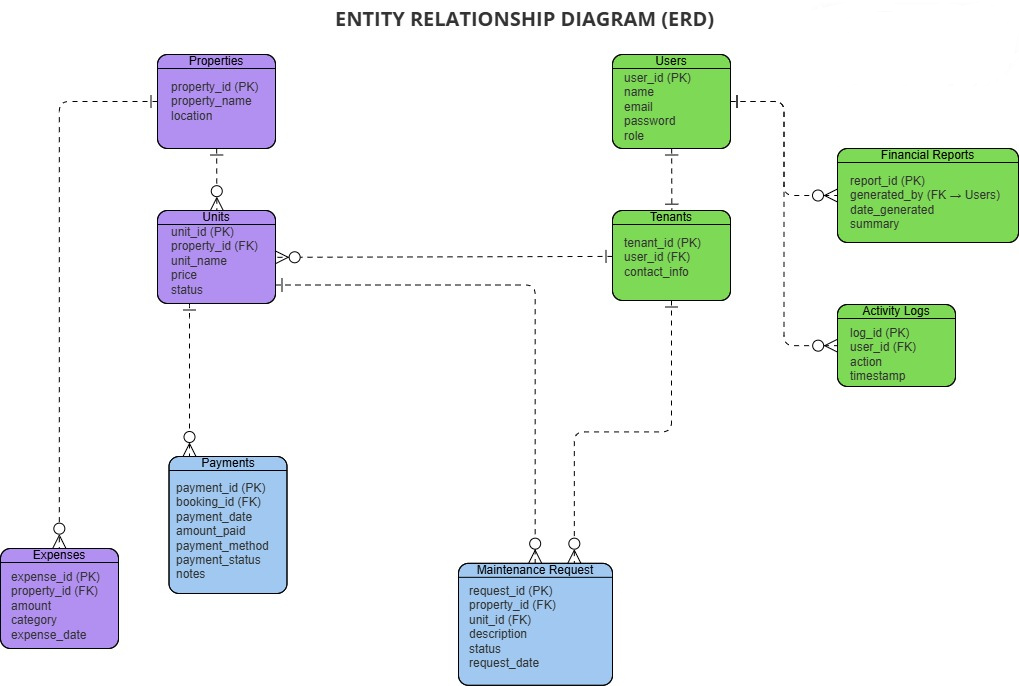 ENTITY RELATIONSHIP DIAGRAM (ERD)
Properties
property_id (PK)
property_name
location
Users
user_id (PK)
name
email
password
role
Financial Reports
report_id (PK)
generated_by (FK → Users)
date_generated
summary
Units
unit_id (PK)
property_id (FK)
unit_name
price
status
Tenants
tenant_id (PK)
user_id (FK)
contact_info
Activity Logs
log_id (PK)
user_id (FK)
action
timestamp
Payments
payment_id (PK)
booking_id (FK)
payment_date
amount_paid
payment_method
payment_status
notes
Expenses
expense_id (PK)
property_id (FK)
amount
category
expense_date
Maintenance Request
request_id (PK)
property_id (FK)
unit_id (FK)
description
status
request_date